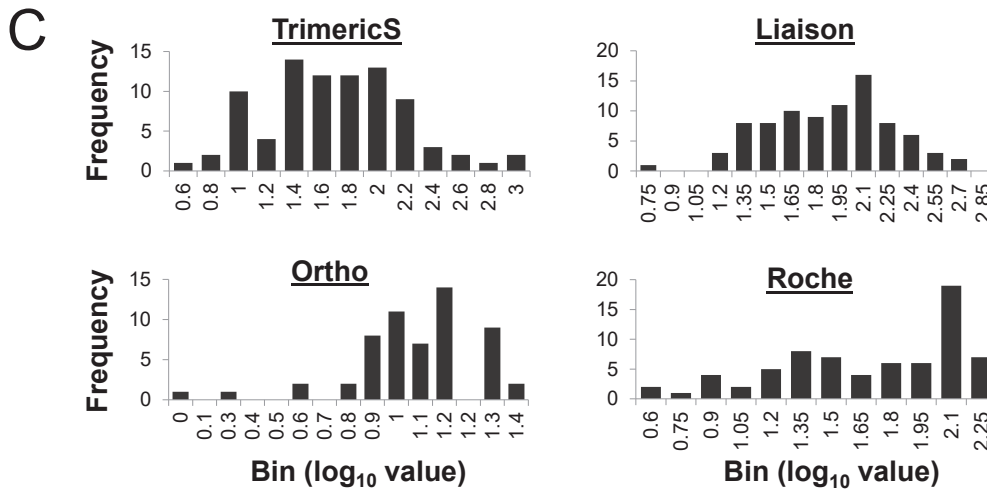 C
TrimericS
Frequency
15
10
5
0
0.6 0.8 1 1.2 1.4 1.6 1.8 2 2.2 2.4 2.6 2.8 3
Liaison
20
15
10
5
0
0.75 0.9 1.05 1.2 1.35 1.5 1.65 1.8 1.95 2.1 2.25 2.4 2.55 2.7 2.85
Ortho
Frequency
15
10
5
0
0 0.1 0.3 0.4 0.5 0.6 0.7 0.8 0.9 1 1.1 1.2 1.2 1.3 1.4
Bin (log10 value)
Roche
20
15
10
5
0
0.6 0.75 0.9 1.05 1.2 1.35 1.5 1.65 1.8 1.95 2.1 2.25
Bin (log10 value)